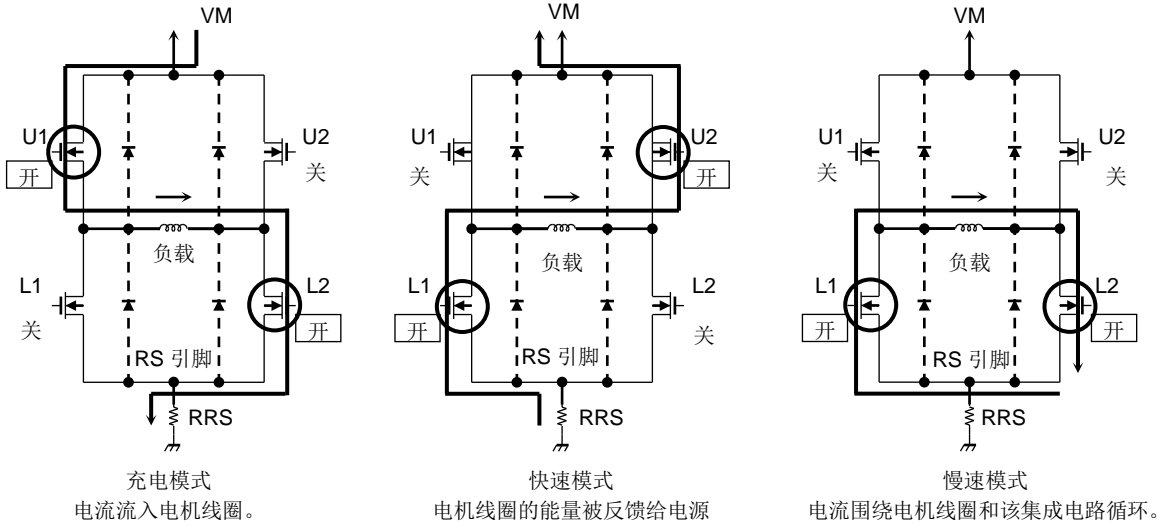 VM
U1
U2
开
关
负载
L1
L2
关
开
RS 引脚
RRS
充电模式
电流流入电机线圈。
VM
U1
U2
关
开
负载
L1
L2
开
关
RS 引脚
RRS
快速模式
电机线圈的能量被反馈给电源
VM
U1
U2
关
关
负载
L1
L2
开
开
RS 引脚
RRS
慢速模式
电流围绕电机线圈和该集成电路循环。